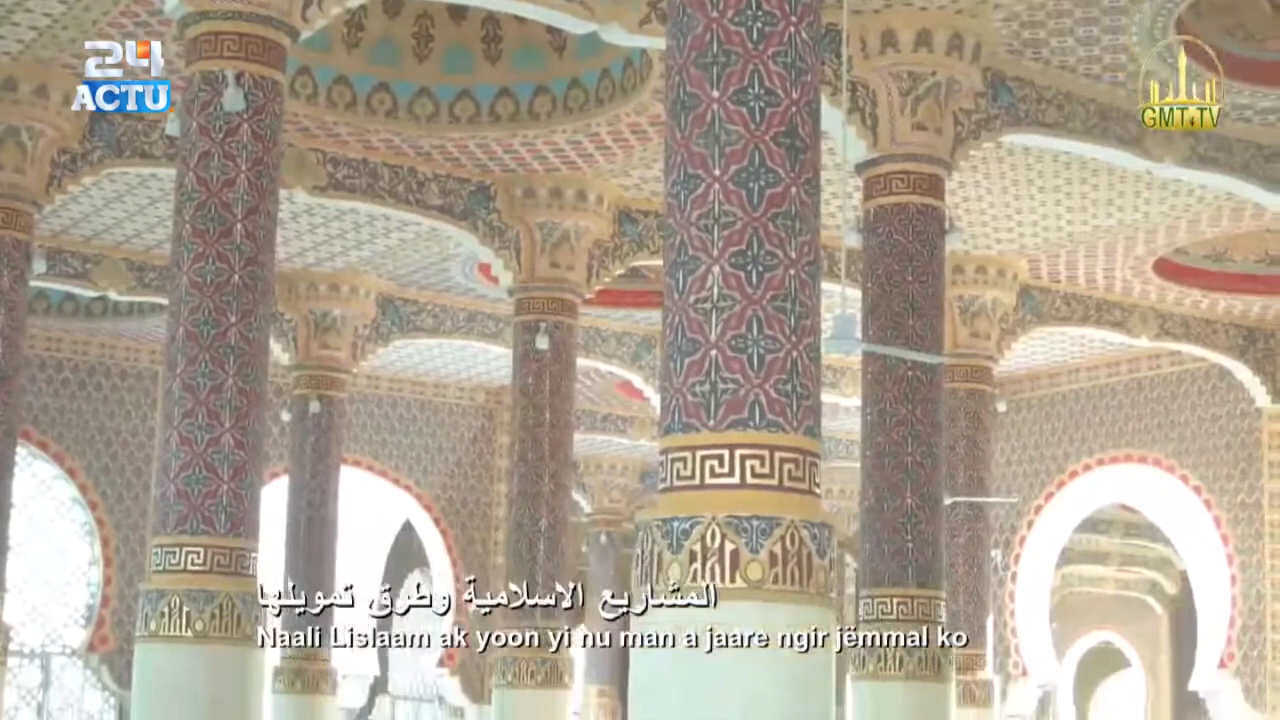 24
ACTU
GMT TV
المشاريع الاسلامية وطرق تمويلها
Naali Lislaam ak yoon yi nu man a jaare ngir jëmmal ko